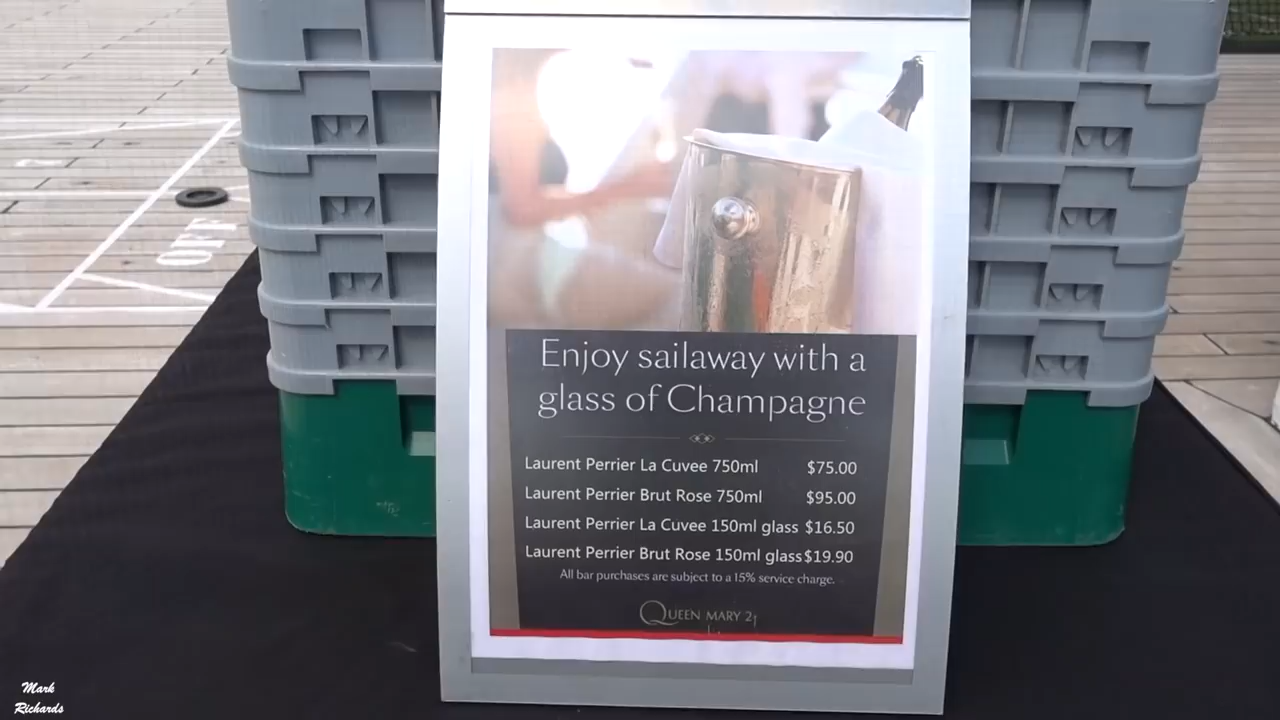 OFF
Enjoy sailaway with a
glass of Champagne
Laurent Perrier La Cuvee 750ml $75.00
Laurent Perrier Brut Rose 750ml $95.00
Laurent Perrier La Cuvee 150ml glass $16.50
Laurent Perrier Brut Rose 150ml glass $19.90
All bar purchases are subject to a 15% service charge.
QUEEN MARY 2
Mark
Richards